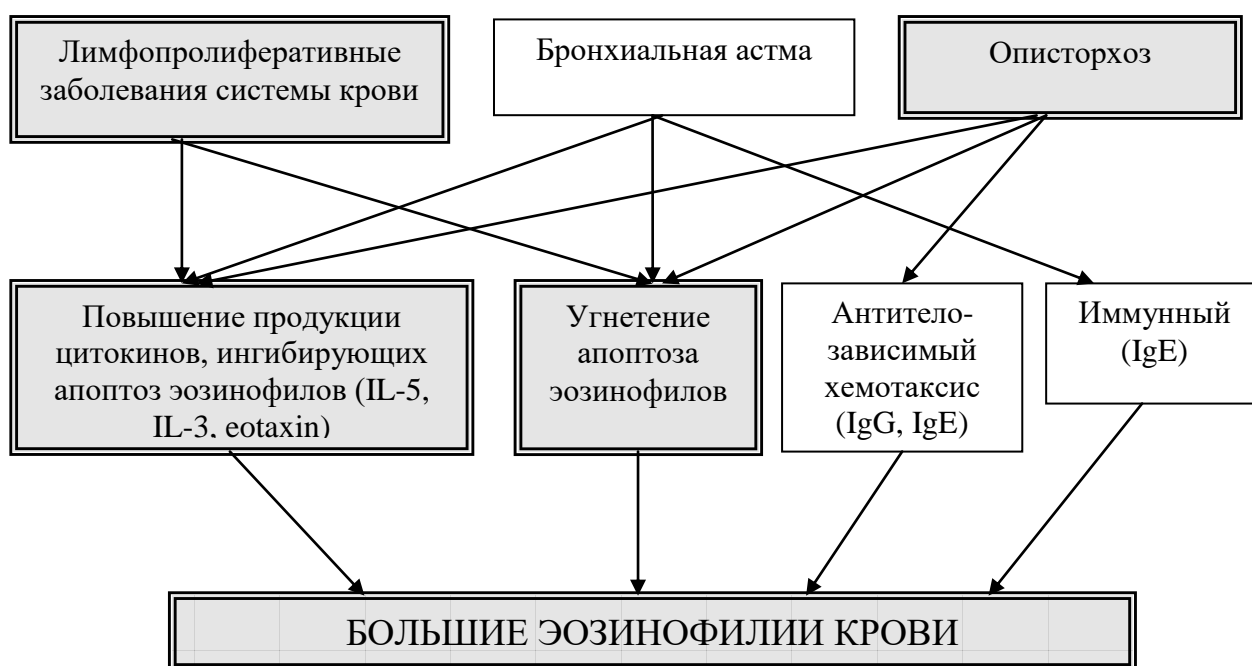 Лимфопролиферативные
заболевания системы крови
Бронхиальная астма
Описторхоз
Повышение продукции
цитокинов, ингибирующих
апоптоз эозинофилов (IL-5,
IL-3, eotaxin)
Угнетение
апоптоза
эозинофилов
Антитело-
зависимый
хемотаксис
(IgG, IgE)
Иммунный
(IgE)
БОЛЬШИЕ ЭОЗИНОФИЛИИ КРОВИ